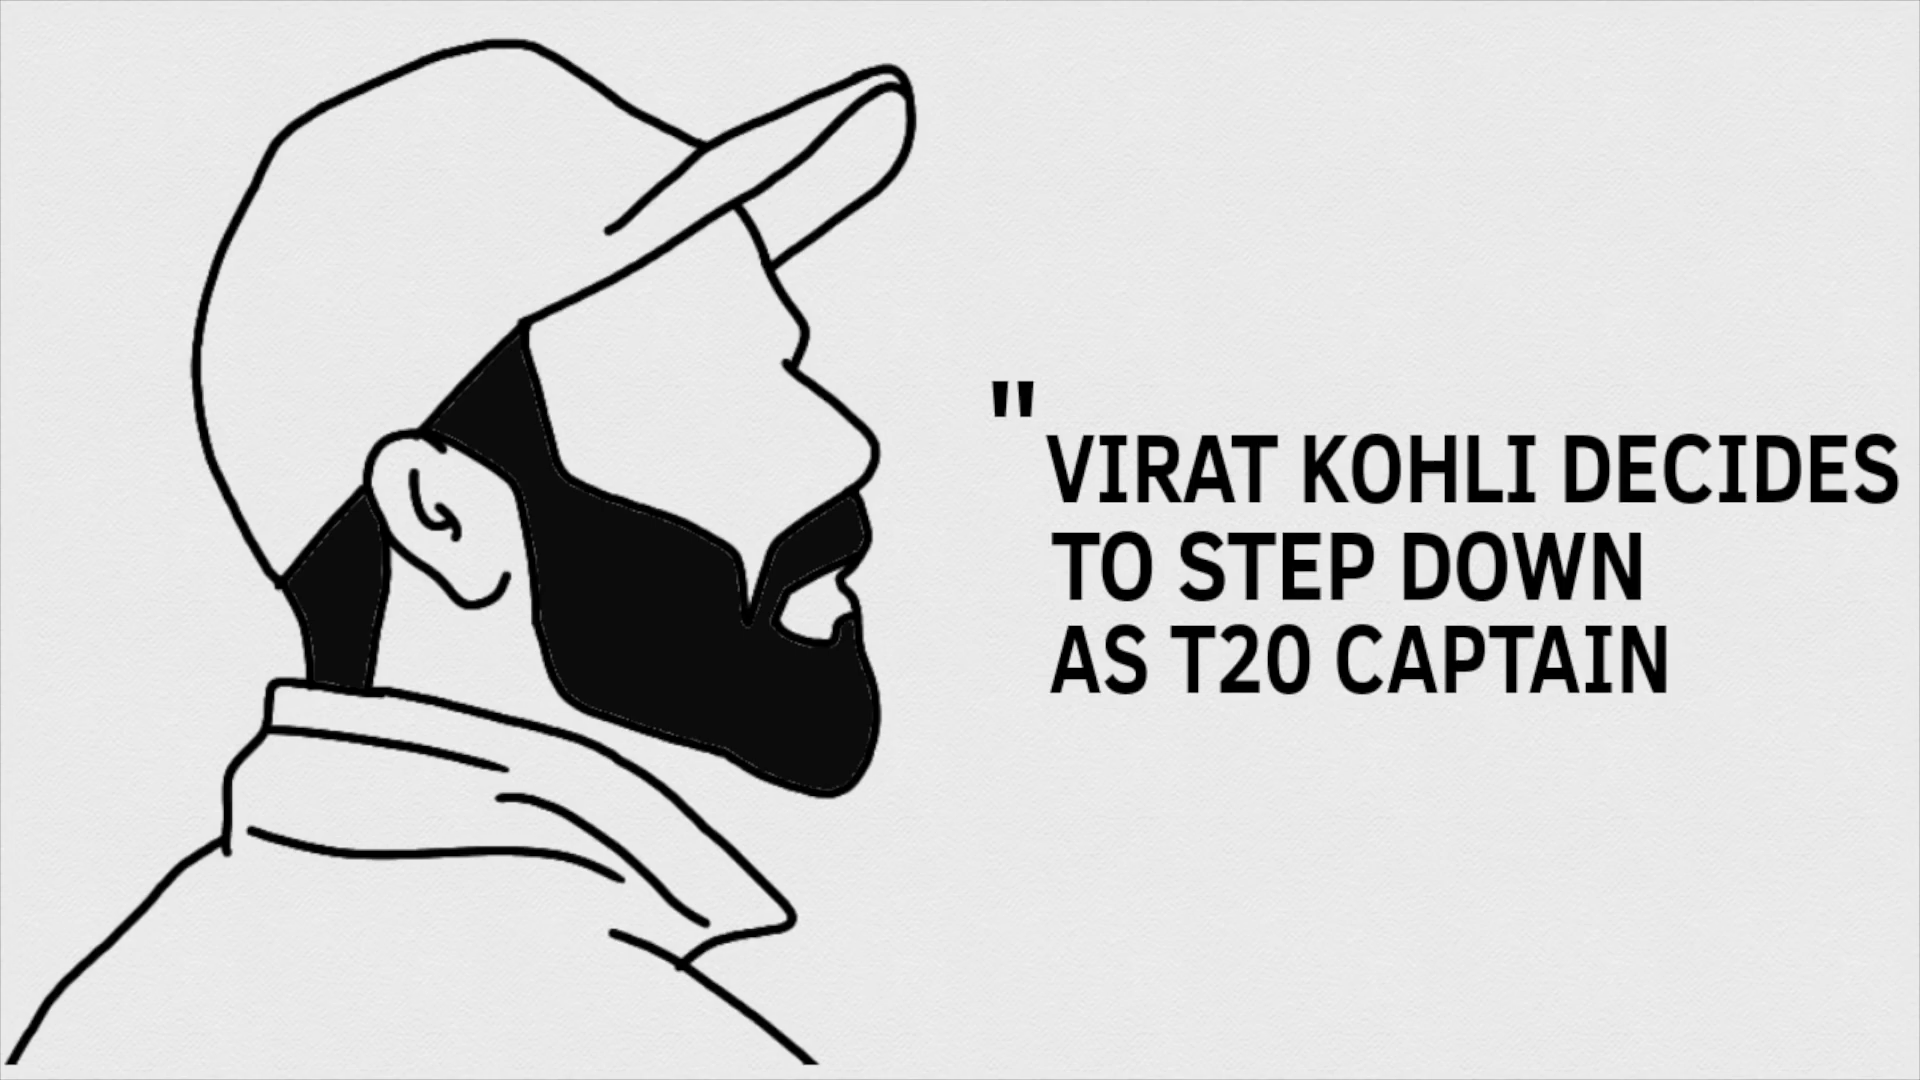 "
VIRAT KOHLI DECIDES
TO STEP DOWN
AS T20 CAPTAIN